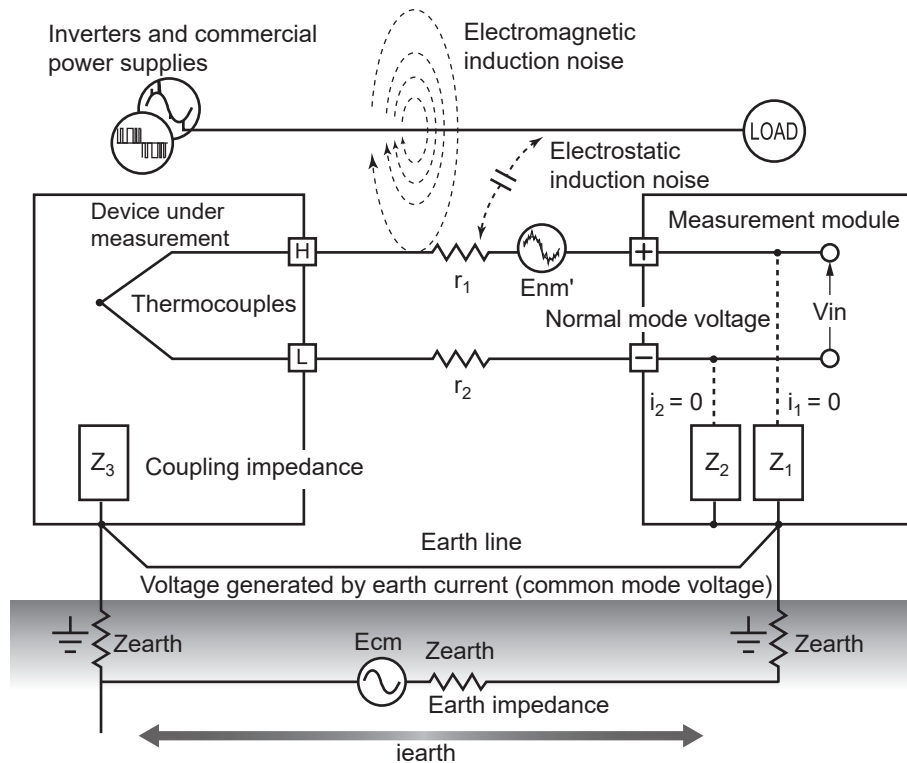 Inverters and commercial
power supplies
Electromagnetic
induction noise
LOAD
Electrostatic
induction noise
Device under
measurement
Measurement module
H
+
r1
Enm'
Thermocouples
Normal mode voltage
Vin
L
−
r2
i2 = 0
i1 = 0
Z3
Coupling impedance
Z2
Z1
Earth line
Voltage generated by earth current (common mode voltage)
Zearth
Ecm
Zearth
Zearth
Earth impedance
iearth